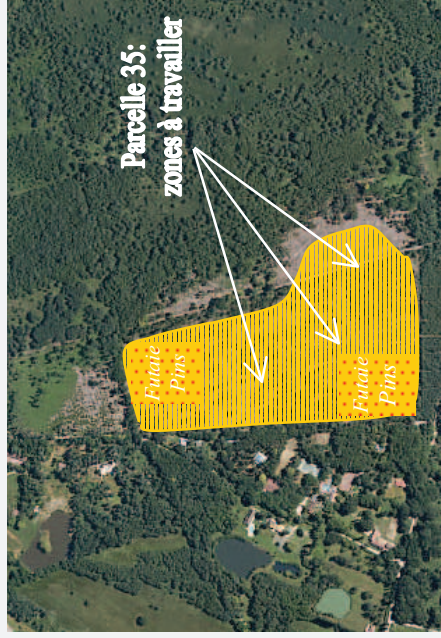 Parcelle 35:
zones à travailler
Futaie
Pins
Futaie
Pins